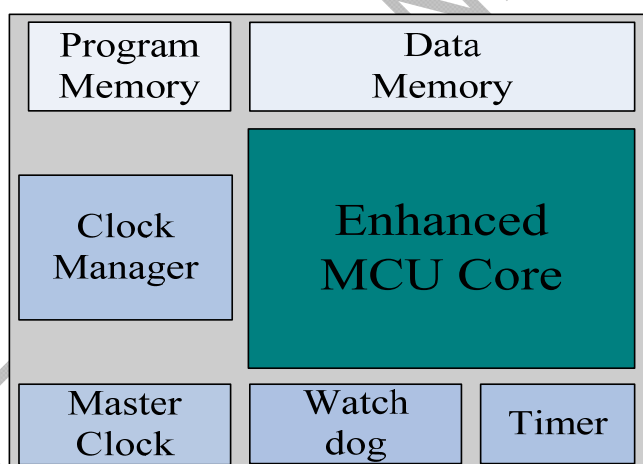 Program
Memory
Data
Memory
Clock
Manager
Enhanced
MCU Core
Master
Clock
Watch
dog
Timer